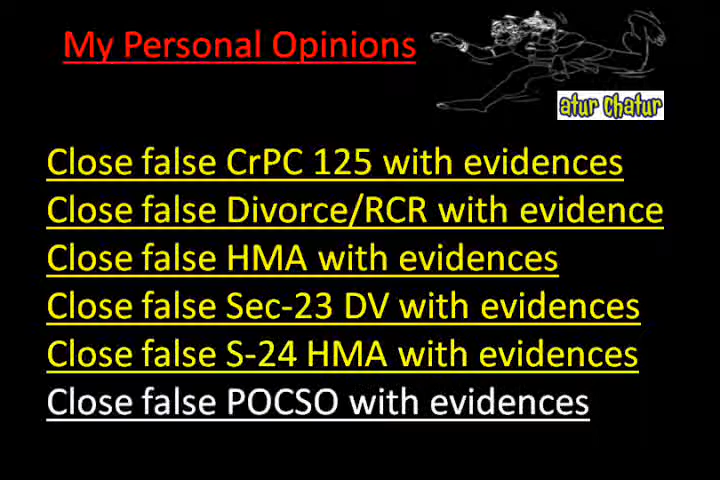 My Personal Opinions
atur chatur
Close false CrPC 125 with evidences
Close false Divorce/RCR with evidence
Close false HMA with evidences
Close false Sec-23 DV with evidences
Close false S-24 HMA with evidences
Close false POCSO with evidences